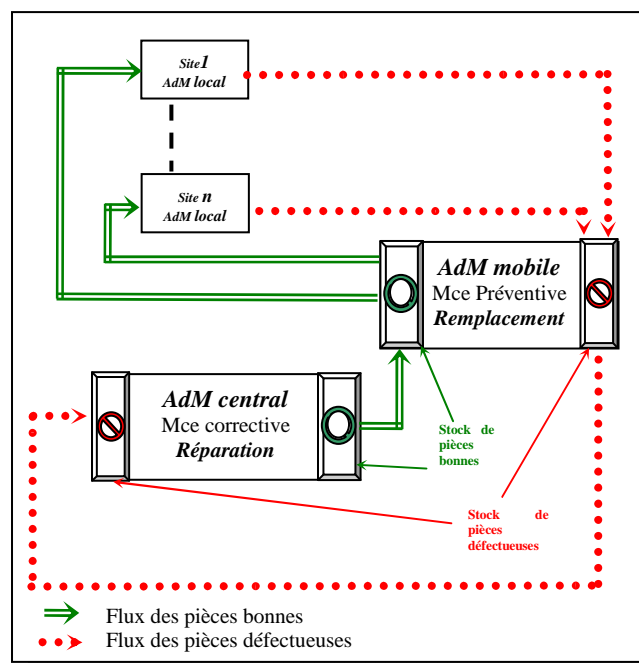 Site1
AdM local
Site n
AdM local
AdM mobile
Mce Préventive
Remplacement
AdM central
Mce corrective
Réparation
Stock de
pièces
bonnes
Stock de
pièces
défectueuses
Flux des pièces bonnes
Flux des pièces défectueuses